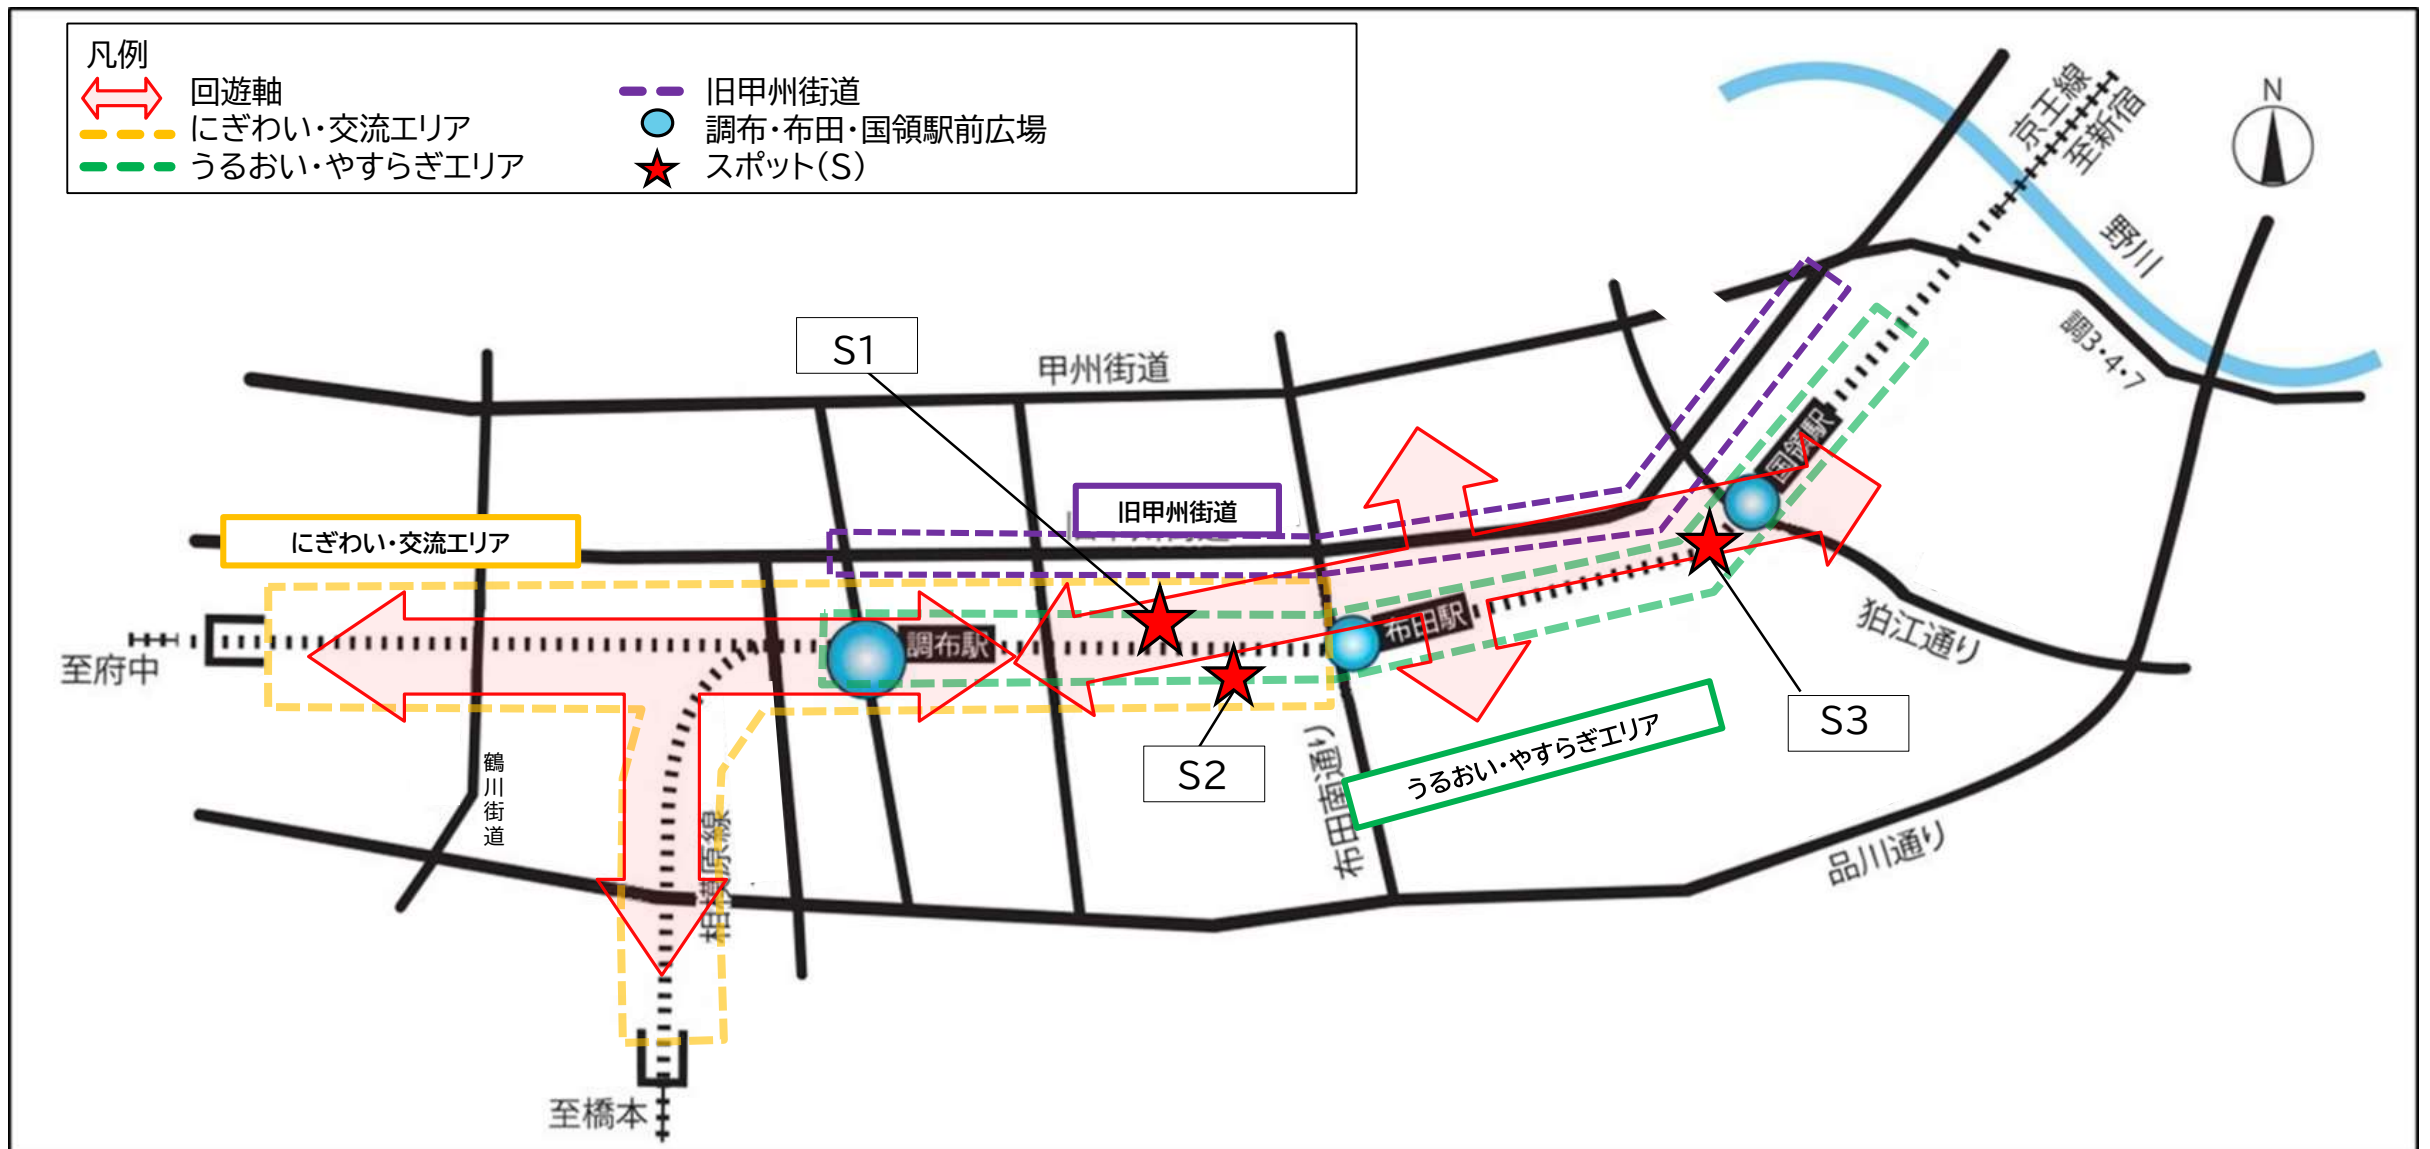 凡例
回遊軸
にぎわい・交流エリア
うるおい・やすらぎエリア
旧甲州街道
調布・布田・国領駅前広場
スポット(S)
京王線
至新宿
N
野川
調3・4・7
S1
甲州街道
国領駅
旧甲州街道
にぎわい・交流エリア
調布駅
布田駅
至府中
狛江通り
S3
S2
うるおい・やすらぎエリア
鶴川街道
布田南通り
相模原線
品川通り
至橋本